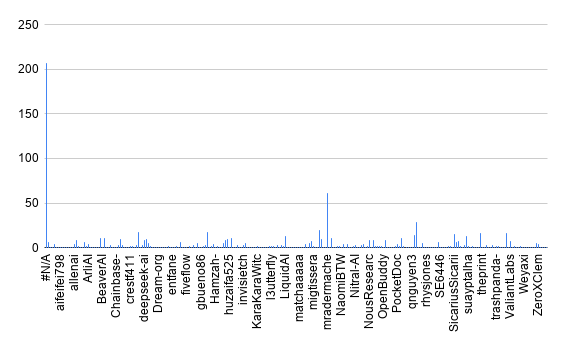 250
200
150
100
50
0
#N/A
aifeifei798
allenai
ArliAI
BeaverAI
Chainbase-
crestf411
deepseek-ai
Dream-org
entfane
fiveflow
gbueno86
Hamzah-
huzaifa525
invisietch
KaraKaraWitc
l3utterfly
LiquidAI
matchaaaaa
migtissera
mradermache
NaomiBTW
Nitral-AI
NousResearc
OpenBuddy
PocketDoc
qnguyen3
rhysjones
SE6446
SicariusSicarii
suayptalha
theprint
trashpanda-
ValiantLabs
Weyaxi
ZeroXClem